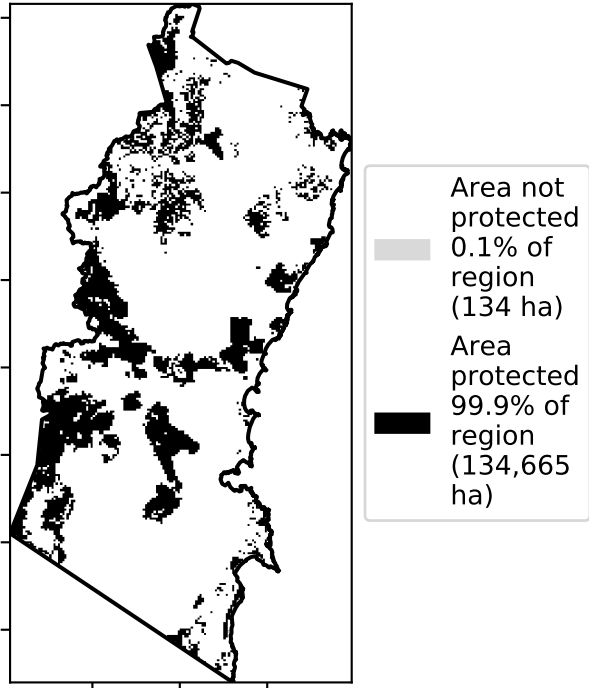 Area not
protected
0.1% of
region
(134 ha)
Area
protected
99.9% of
region
(134,665
ha)